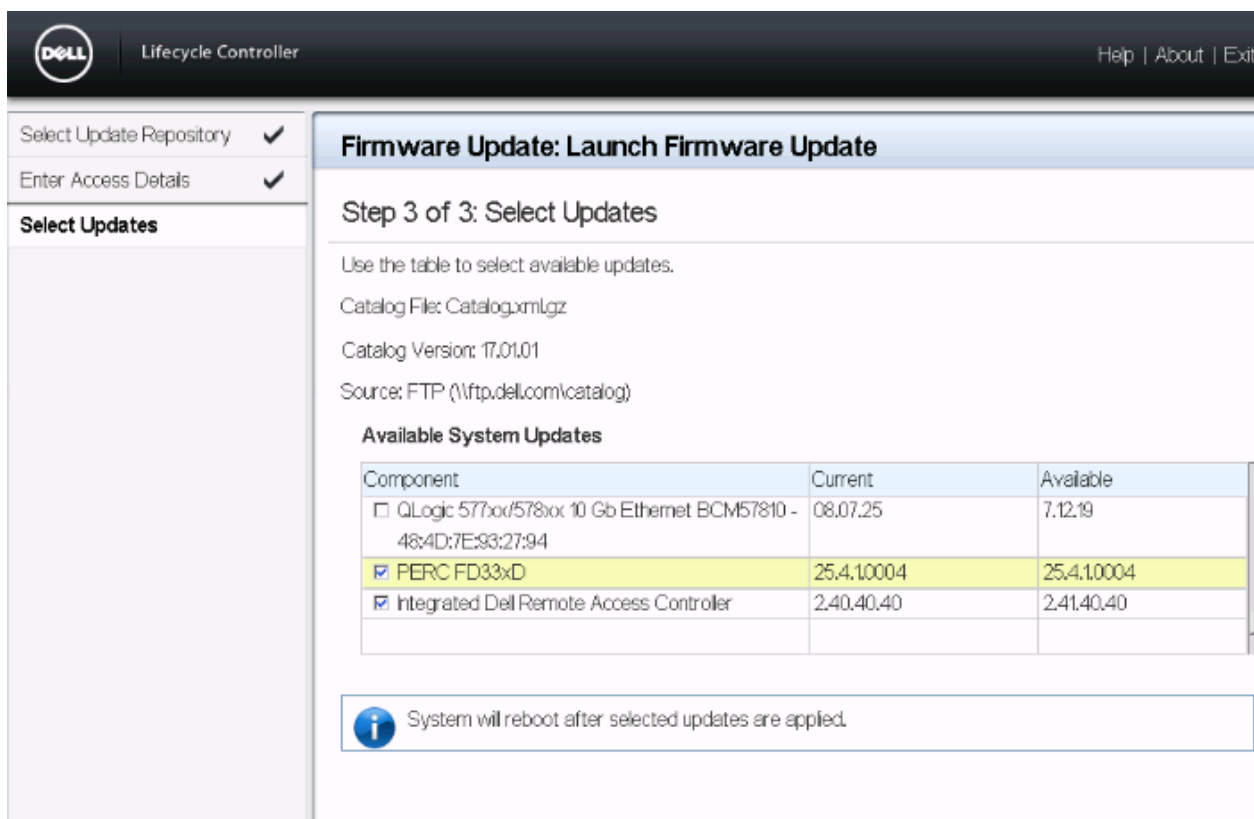 DELL Lifecycle Controller Help | About | Exit
Select Update Repository ✔
Enter Access Details ✔
Select Updates
Firmware Update: Launch Firmware Update
Step 3 of 3: Select Updates
Use the table to select available updates.
Catalog File: Catalog.xml.gz
Catalog Version: 17.01.01
Source: FTP (\\ftp.dell.com\catalog)
Available System Updates
Component Current Available
QLogic 577xx/578xx 10 Gb Ethernet BCM57810 - 08.07.25 7.12.19
48:4D:7E:93:27:94
PERC FD33xD 25.4.1.0004 25.4.1.0004
Integrated Dell Remote Access Controller 2.40.40.40 2.41.40.40
System will reboot after selected updates are applied.